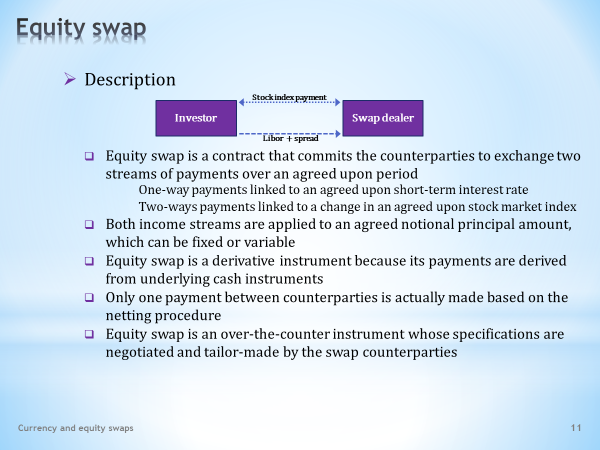 Equity swap
Description
Stock index payment
Investor
Swap dealer
Libor + spread
Equity swap is a contract that commits the counterparties to exchange two
streams of payments over an agreed upon period
One-way payments linked to an agreed upon short-term interest rate
Two-ways payments linked to a change in an agreed upon stock market index
Both income streams are applied to an agreed notional principal amount,
which can be fixed or variable
Equity swap is a derivative instrument because its payments are derived
from underlying cash instruments
Only one payment between counterparties is actually made based on the
netting procedure
Equity swap is an over-the-counter instrument whose specifications are
negotiated and tailor-made by the swap counterparties
Currency and equity swaps
11